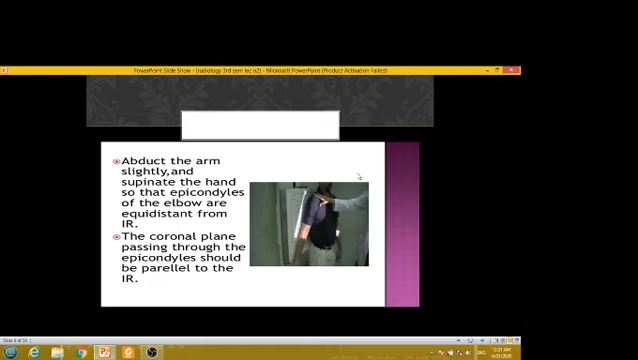 PowerPoint Slide Show - [radiology 3rd sem lec o2] - Microsoft PowerPoint (Product Activation Failed)
Abduct the arm
slightly,and
supinate the hand
so that epicondyles
of the elbow are
equidistant from
IR.
The coronal plane
passing through the
epicondyles should
be parellel to the
IR.